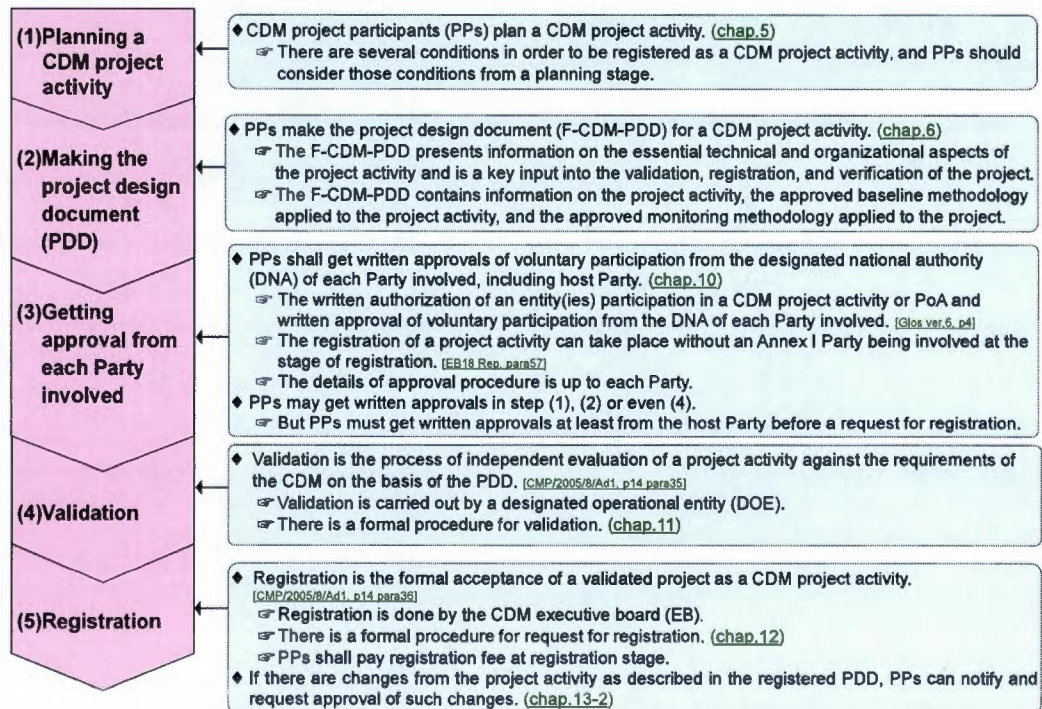 (1)Planning a
CDM project
activity
◆ CDM project participants (PPs) plan a CDM project activity. (chap.5)
☞ There are several conditions in order to be registered as a CDM project activity, and PPs should
consider those conditions from a planning stage.
(2)Making the
project design
document
(PDD)
◆ PPs make the project design document (F-CDM-PDD) for a CDM project activity. (chap.6)
☞ The F-CDM-PDD presents information on the essential technical and organizational aspects of
the project activity and is a key input into the validation, registration, and verification of the project.
☞ The F-CDM-PDD contains information on the project activity, the approved baseline methodology
applied to the project activity, and the approved monitoring methodology applied to the project.
(3)Getting
approval from
each Party
involved
◆ PPs shall get written approvals of voluntary participation from the designated national authority
(DNA) of each Party involved, including host Party. (chap.10)
☞ The written authorization of an entity(ies) participation in a CDM project activity or PoA and
written approval of voluntary participation from the DNA of each Party involved. [Glos ver.6, p4]
☞ The registration of a project activity can take place without an Annex I Party being involved at the
stage of registration. [EB18 Rep, para57]
☞ The details of approval procedure is up to each Party.
◆ PPs may get written approvals in step (1), (2) or even (4).
☞ But PPs must get written approvals at least from the host Party before a request for registration.
(4)Validation
◆ Validation is the process of independent evaluation of a project activity against the requirements of
the CDM on the basis of the PDD. [CMP/2005/8/Ad1, p14 para35]
☞ Validation is carried out by a designated operational entity (DOE).
☞ There is a formal procedure for validation. (chap.11)
(5)Registration
◆ Registration is the formal acceptance of a validated project as a CDM project activity.
[CMP/2005/8/Ad1, p14 para36]
☞ Registration is done by the CDM executive board (EB).
☞ There is a formal procedure for request for registration. (chap.12)
☞ PPs shall pay registration fee at registration stage.
◆ If there are changes from the project activity as described in the registered PDD, PPs can notify and
request approval of such changes. (chap.13-2)